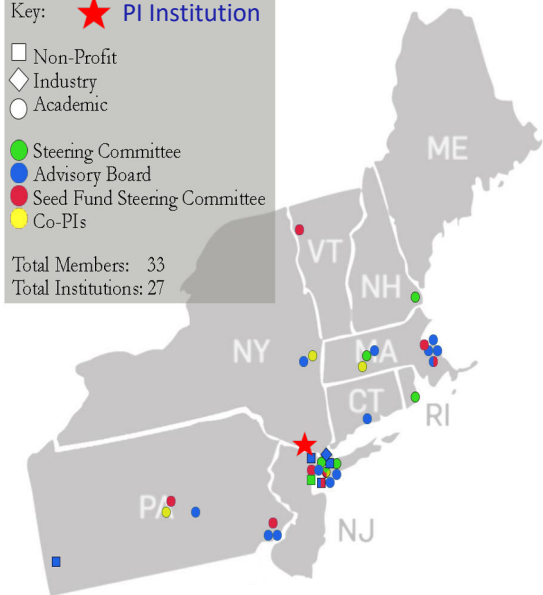 Key: PI Institution
Non-Profit
Industry
Academic
Steering Committee
Advisory Board
Seed Fund Steering Committee
Co-PIs
Total Members: 33
Total Institutions: 27
ME
VT
NH
NY
MA
CT
RI
PA
NJ